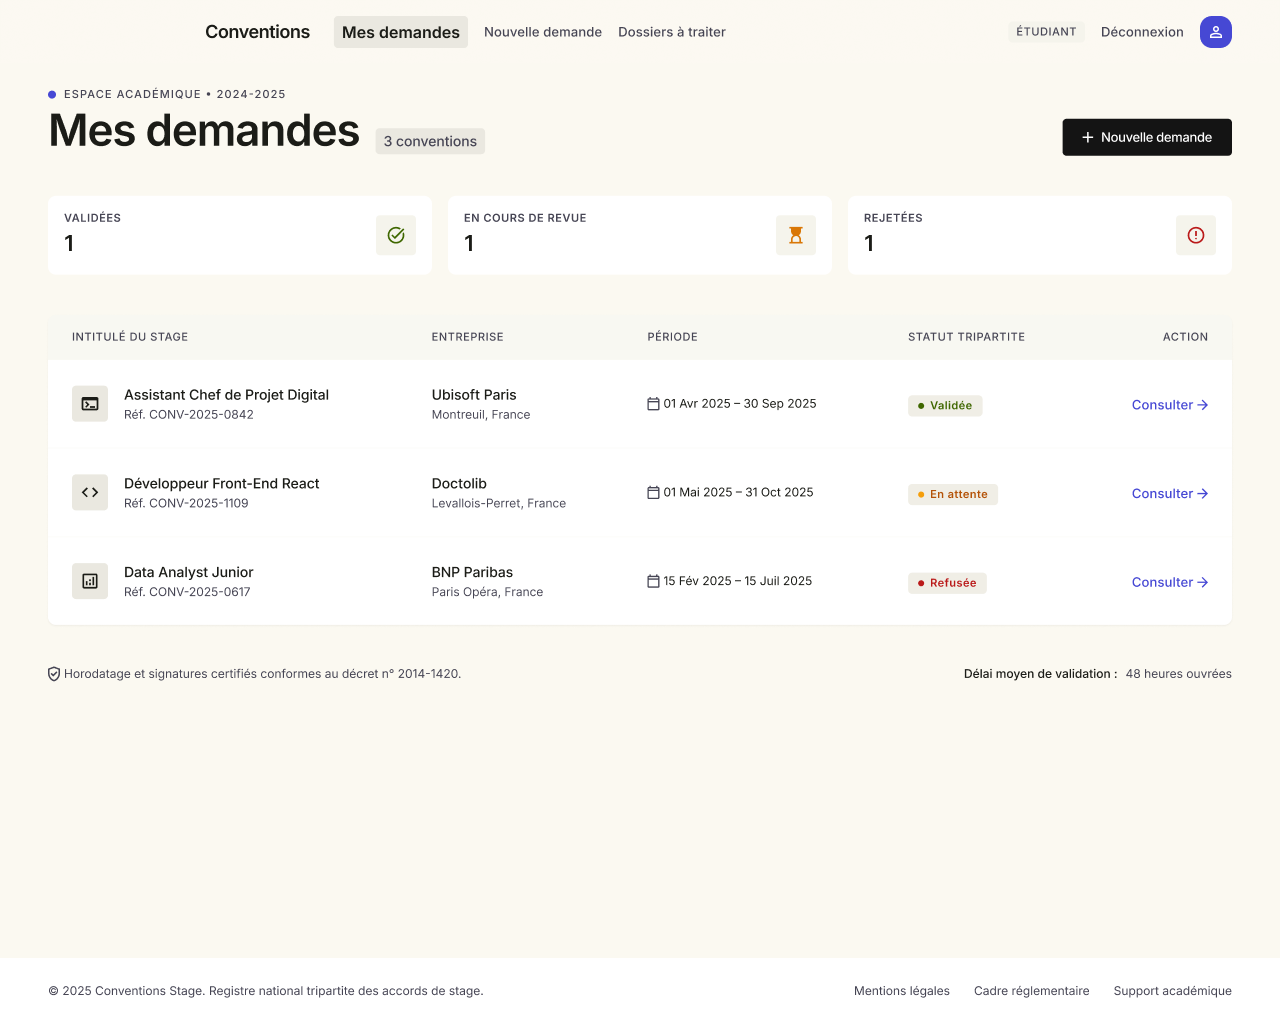 Conventions
Mes demandes
Nouvelle demande
Dossiers à traiter
ÉTUDIANT
Déconnexion
ESPACE ACADÉMIQUE • 2024-2025
Mes demandes
3 conventions
Nouvelle demande
VALIDÉES
1
EN COURS DE REVUE
1
REJETÉES
1
INTITULÉ DU STAGE
ENTREPRISE
PÉRIODE
STATUT TRIPARTITE
ACTION
Assistant Chef de Projet Digital
Réf. CONV-2025-0842
Ubisoft Paris
Montreuil, France
01 Avr 2025 – 30 Sep 2025
Validée
Consulter
Développeur Front-End React
Réf. CONV-2025-1109
Doctolib
Levallois-Perret, France
01 Mai 2025 – 31 Oct 2025
En attente
Consulter
Data Analyst Junior
Réf. CONV-2025-0617
BNP Paribas
Paris Opéra, France
15 Fév 2025 – 15 Juil 2025
Refusée
Consulter
Horodatage et signatures certifiés conformes au décret n° 2014-1420.
Délai moyen de validation : 48 heures ouvrées
© 2025 Conventions Stage. Registre national tripartite des accords de stage.
Mentions légales
Cadre réglementaire
Support académique